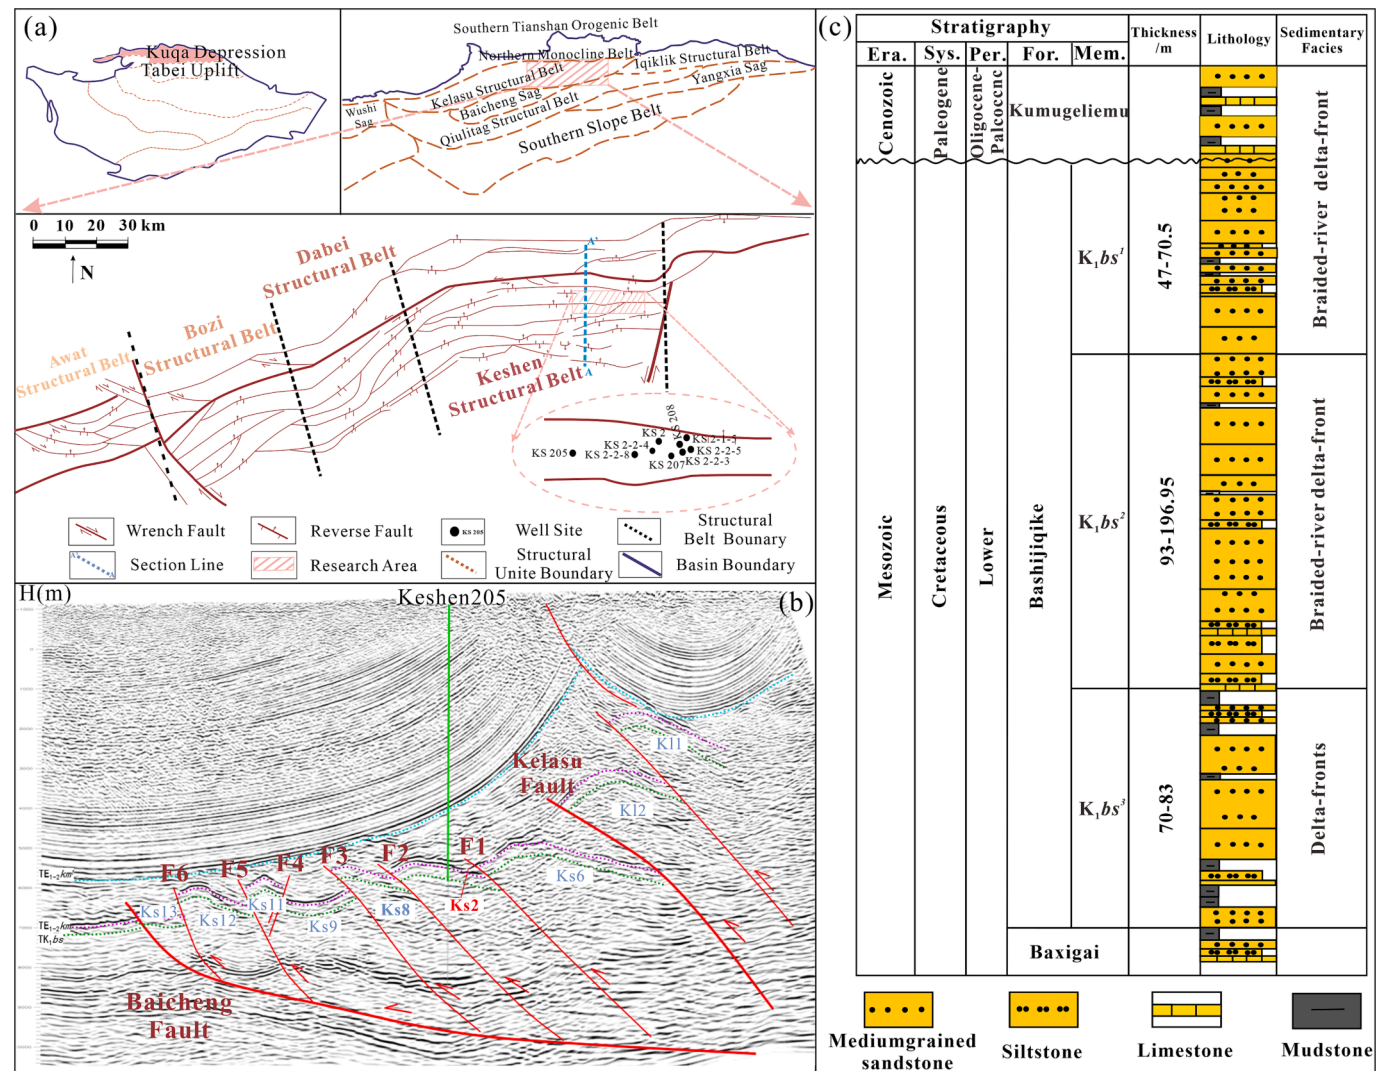 (a)
Kuqa Depression
Tabei Uplift
Southern Tianshan Orogenic Belt
Northern Monocline Belt
Iqiklik Structural Belt
Kelasu Structural Belt
Yangxia Sag
Baicheng Sag
Wushi
Sag
Qiulitag Structural Belt
Southern Slope Belt
0 10 20 30 km
N
Awat
Structural Belt
Bozi
Structural Belt
Dabei
Structural Belt
Keshen
Structural Belt
A'
A
KS 205
KS 2-2-8
KS 2-2-4
KS 2
KS 208
KS 2-1-5
KS 2-2-5
KS 2-2-3
KS 207
Wrench Fault
Reverse Fault
KS 205
Well Site
Structural
Belt Bounary
A'
A
Section Line
Research Area
Structural
Unite Boundary
Basin Boundary
H(m)
Keshen205
(b)
Kelasu
Fault
Kl1
Kl2
F6
F5
F4
F3
F2
F1
Ks13
Ks12
Ks11
Ks9
Ks8
Ks2
Ks6
TK₁bs
Baicheng
Fault
(c)
Stratigraphy
Thickness
/m
Lithology
Sedimentary
Facies
Era.
Sys.
Per.
For.
Mem.
Cenozoic
Paleogene
Oligocene-
Palcoccnc
Kumugeliemu
Mesozoic
Cretaceous
Lower
Bashijiqike
K₁bs¹
47-70.5
Braided-river delta-front
K₁bs²
93-196.95
Braided-river delta-front
K₁bs³
70-83
Delta-fronts
Baxigai
Mediumgrained
sandstone
Siltstone
Limestone
Mudstone